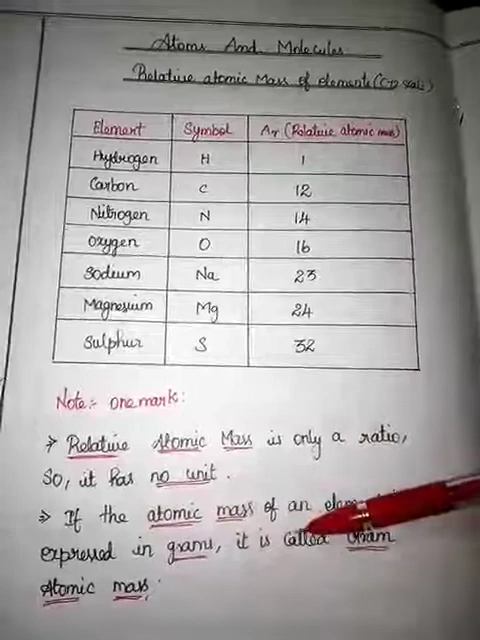 Atoms And Molecules
Relative atomic Mass of elements (C-12 scale)
Element Symbol Ar (Relative atomic mass)
Hydrogen H 1
Carbon C 12
Nitrogen N 14
Oxygen O 16
Sodium Na 23
Magnesium Mg 24
Sulphur S 32
Note:- one mark:
→ Relative Atomic Mass is only a ratio,
So, it has no unit.
→ If the atomic mass of an
expressed in grams, it is called Gram
Atomic mass.